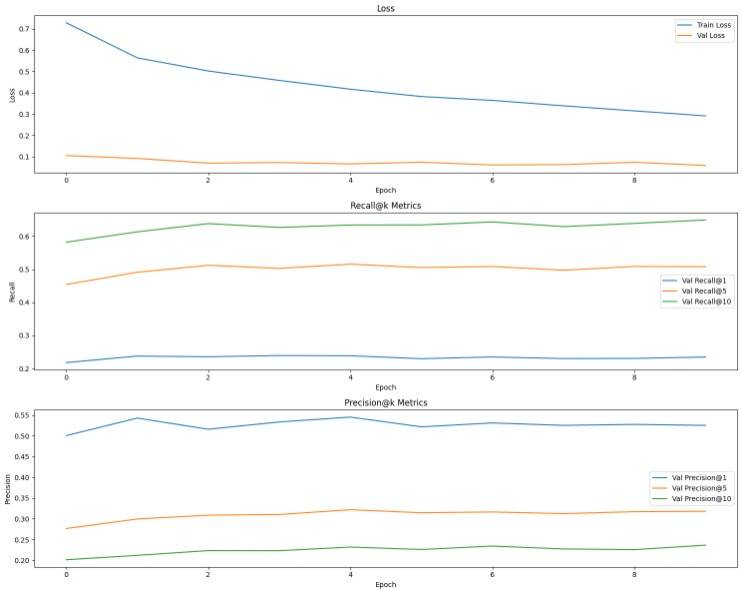 Loss
0.7
0.6
0.5
0.4
0.3
0.2
0.1
Loss
Train Loss
Val Loss
0 2 4 6 8
Epoch
Recall@k Metrics
0.6
0.5
0.4
0.3
0.2
Recall
Val Recall@1
Val Recall@5
Val Recall@10
0 2 4 6 8
Epoch
Precision@k Metrics
0.55
0.50
0.45
0.40
0.35
0.30
0.25
0.20
Precision
Val Precision@1
Val Precision@5
Val Precision@10
0 2 4 6 8
Epoch